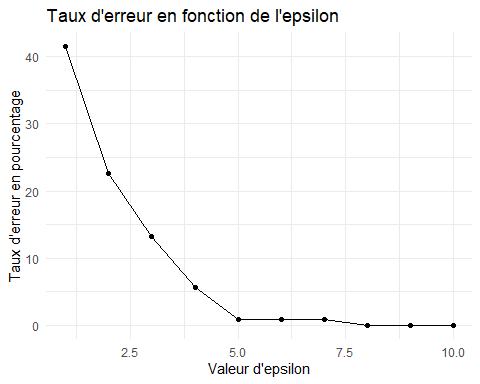 Taux d'erreur en fonction de l'epsilon
Taux d'erreur en pourcentage
40
30
20
10
0
2.5 5.0 7.5 10.0
Valeur d'epsilon